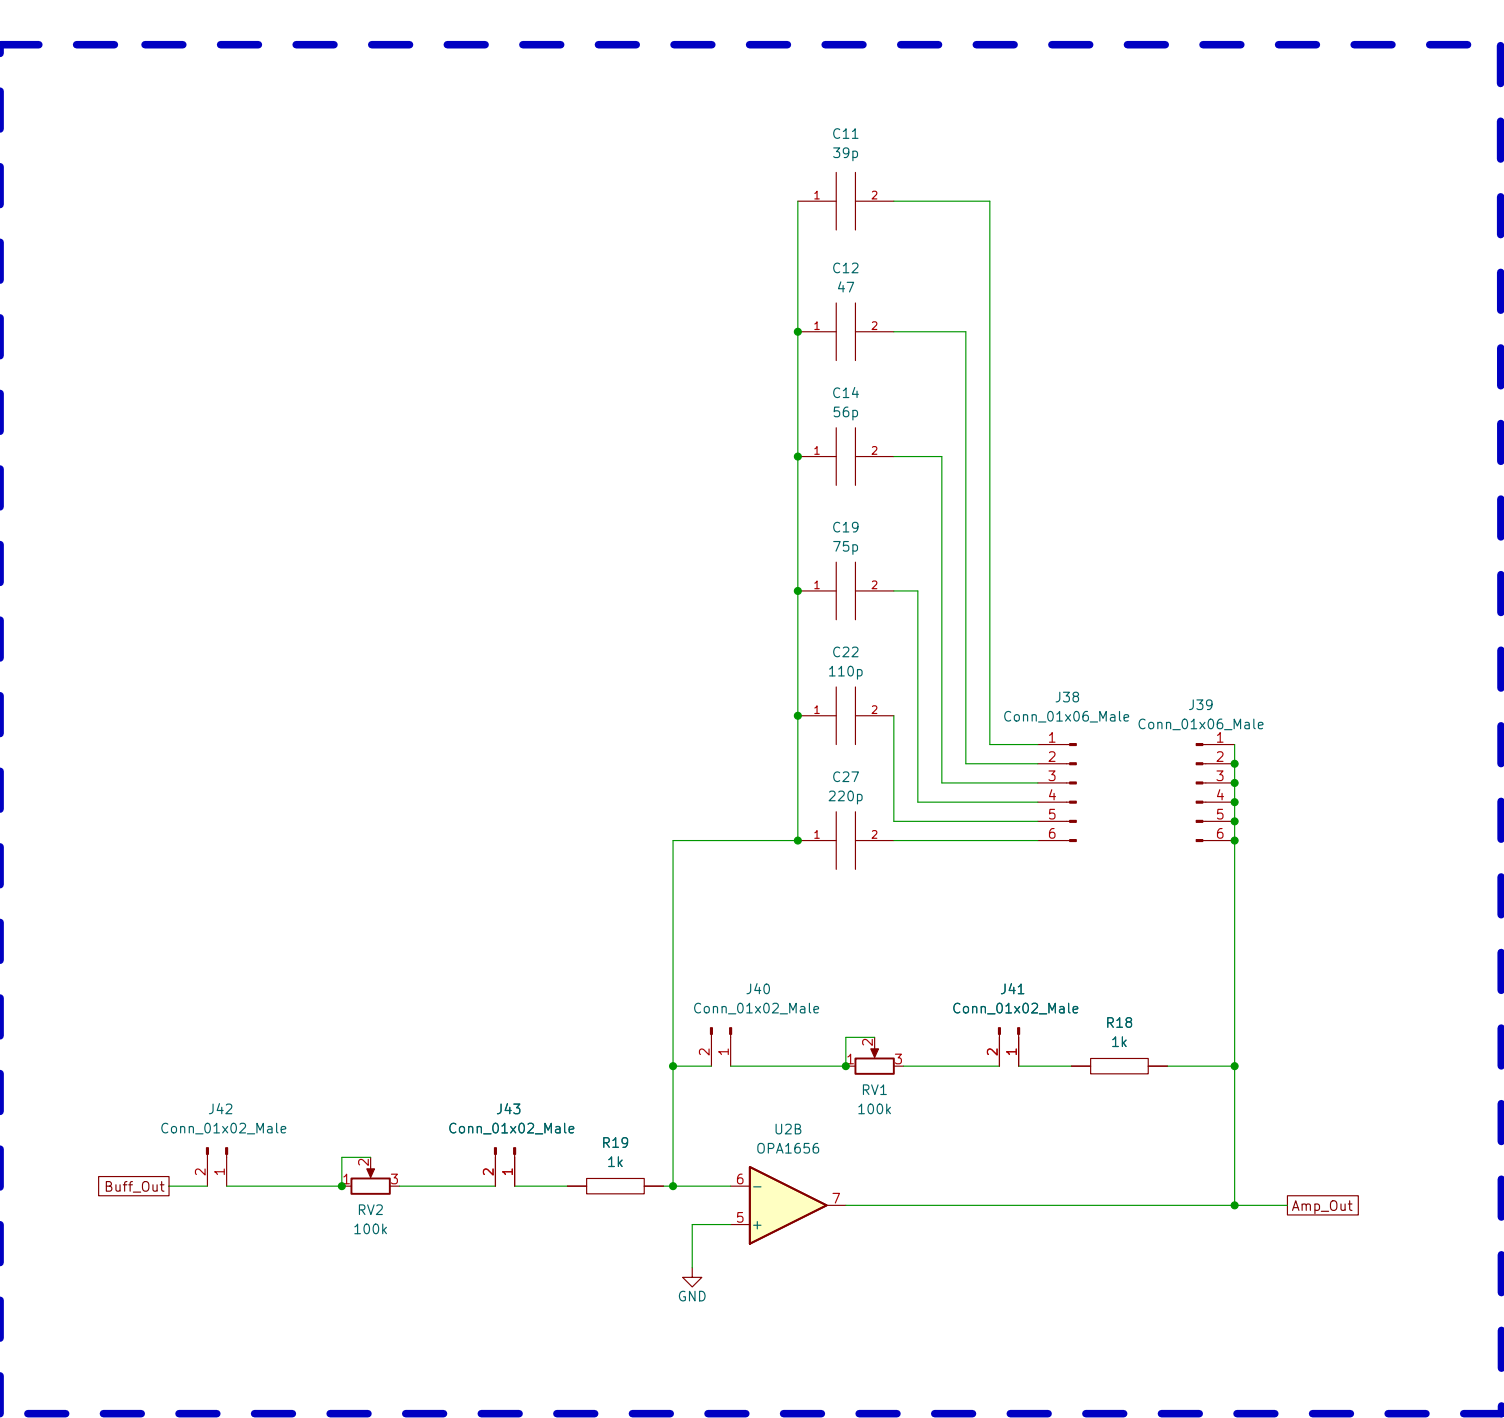 C11
39p
1 2
C12
47
1 2
C14
56p
1 2
C19
75p
1 2
C22
110p
1 2
C27
220p
1 2
J38
Conn_01x06_Male
1
2
3
4
5
6
J39
Conn_01x06_Male
1
2
3
4
5
6
J40
Conn_01x02_Male
2 1
J41
Conn_01x02_Male
2 1
R18
1k
1 2 3
RV1
100k
J42
Conn_01x02_Male
2 1
J43
Conn_01x02_Male
2 1
R19
1k
Buff_Out
1 2 3
RV2
100k
U2B
OPA1656
6 −
5 +
7
Amp_Out
GND